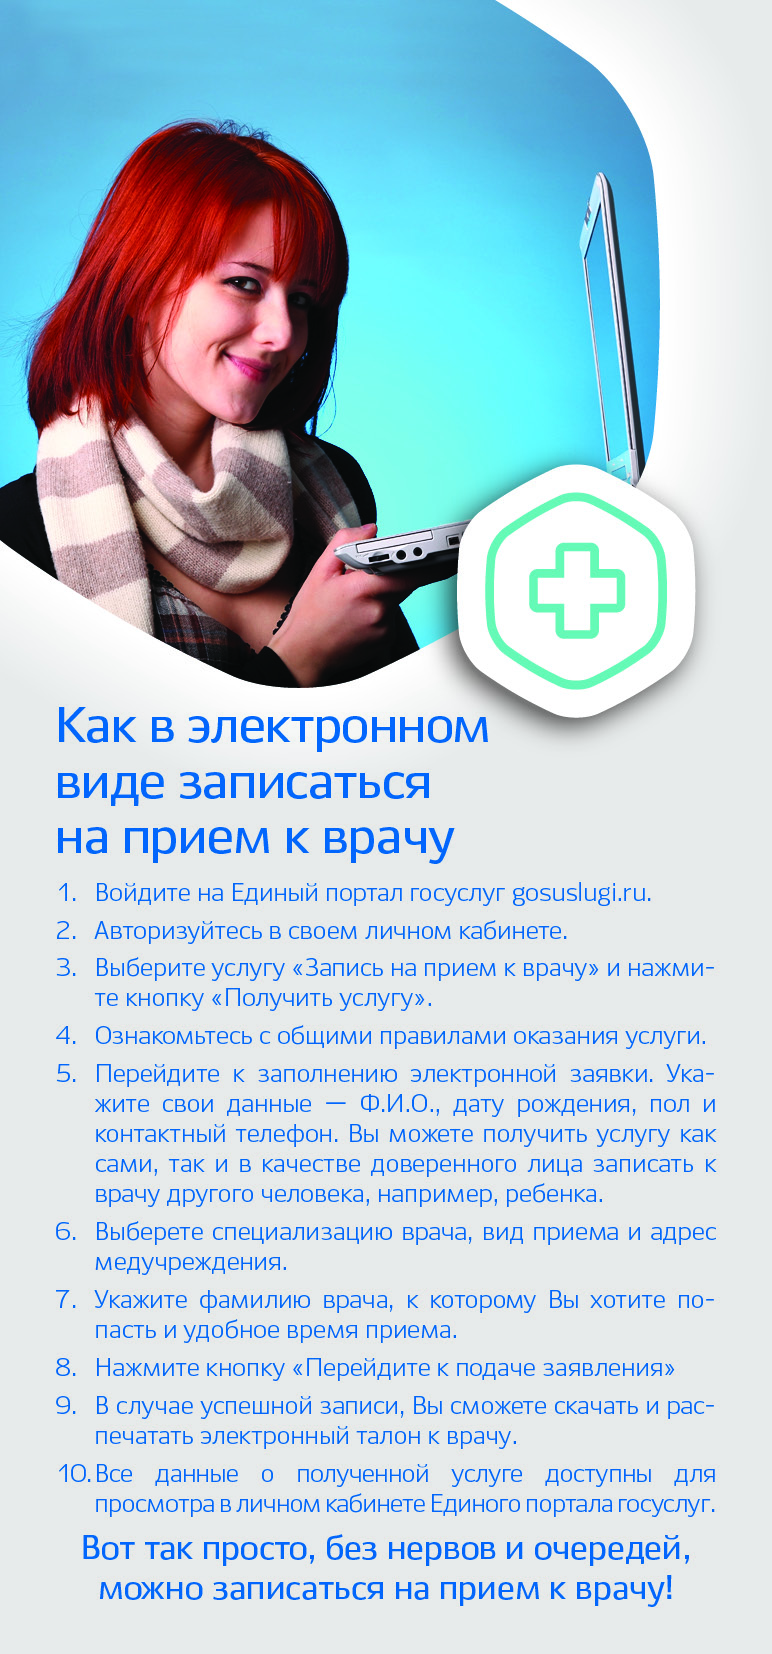 Как в электронном
виде записаться
на прием к врачу
1. Войдите на Единый портал госуслуг gosuslugi.ru.
2. Авторизуйтесь в своем личном кабинете.
3. Выберите услугу «Запись на прием к врачу» и нажми-
те кнопку «Получить услугу».
4. Ознакомьтесь с общими правилами оказания услуги.
5. Перейдите к заполнению электронной заявки. Ука-
жите свои данные — Ф.И.О., дату рождения, пол и
контактный телефон. Вы можете получить услугу как
сами, так и в качестве доверенного лица записать к
врачу другого человека, например, ребенка.
6. Выберете специализацию врача, вид приема и адрес
медучреждения.
7. Укажите фамилию врача, к которому Вы хотите по-
пасть и удобное время приема.
8. Нажмите кнопку «Перейдите к подаче заявления»
9. В случае успешной записи, Вы сможете скачать и рас-
печатать электронный талон к врачу.
10. Все данные о полученной услуге доступны для
просмотра в личном кабинете Единого портала госуслуг.
Вот так просто, без нервов и очередей,
можно записаться на прием к врачу!